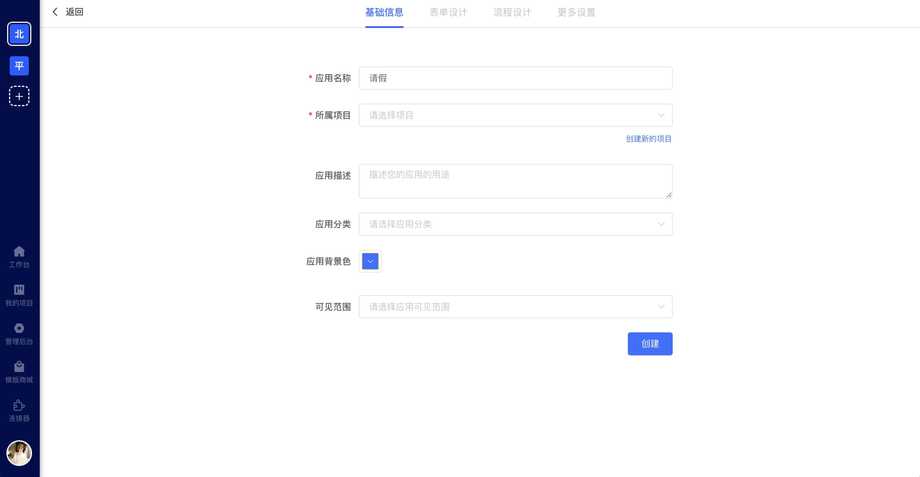 返回
基础信息
表单设计
流程设计
更多设置
北
平
+
工作台
我的项目
管理后台
模版商城
连接器
* 应用名称
请假
* 所属项目
请选择项目
创建新的项目
应用描述
描述您的应用的用途
应用分类
请选择应用分类
应用背景色
可见范围
请选择应用可见范围
创建